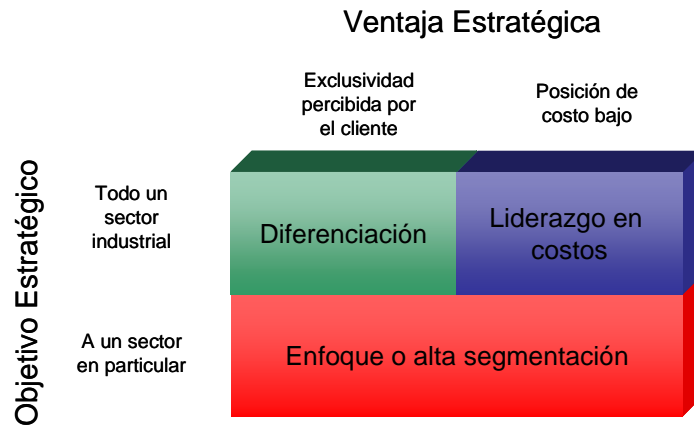 Ventaja Estratégica
Exclusividad
percibida por
el cliente
Posición de
costo bajo
Objetivo Estratégico
Todo un
sector
industrial
Diferenciación
Liderazgo en
costos
A un sector
en particular
Enfoque o alta segmentación